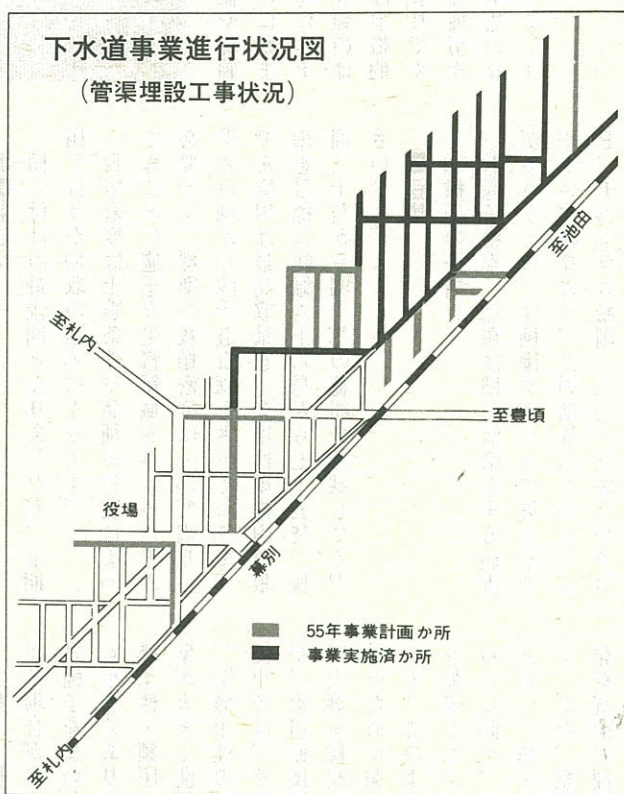 下水道事業進行状況図
(管渠埋設工事状況)
至池田
至札内
至豊頃
役場
幕別
55年事業計画か所
事業実施済か所
至札内